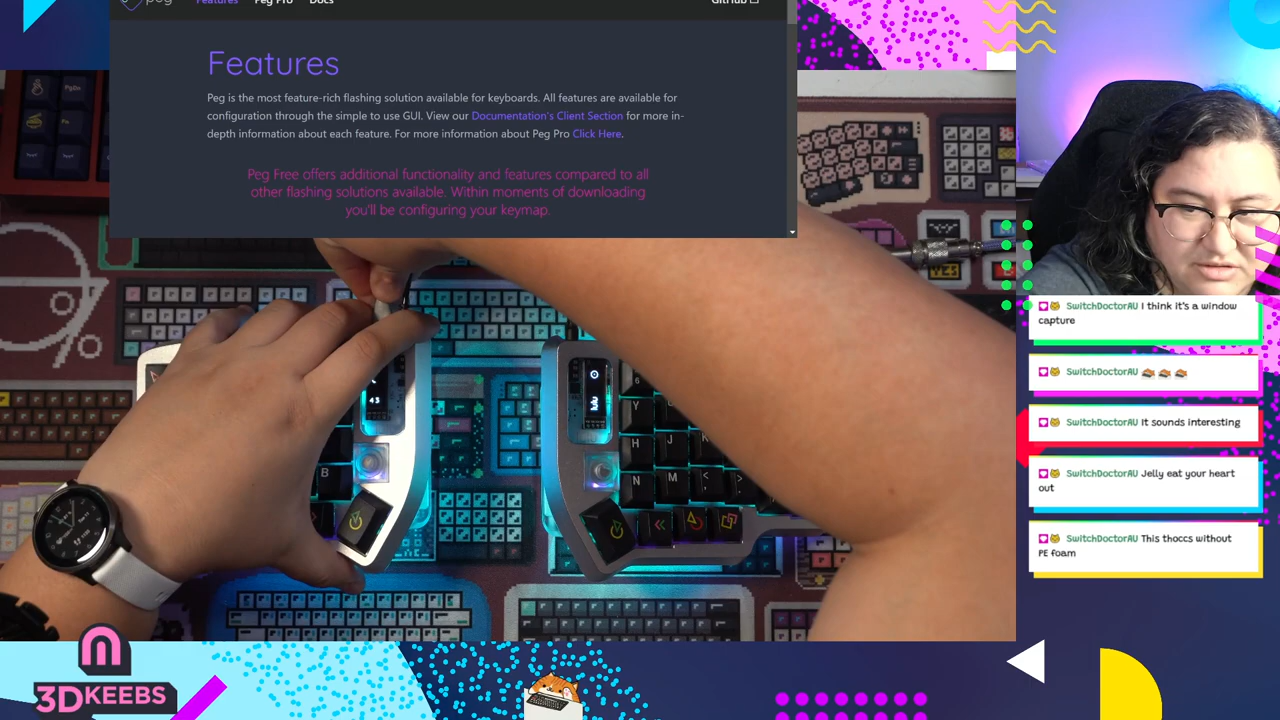 peg
Features
Peg Pro
Docs
GitHub
Features
Peg is the most feature-rich flashing solution available for keyboards. All features are available for
configuration through the simple to use GUI. View our Documentation's Client Section for more in-
depth information about each feature. For more information about Peg Pro Click Here.
Peg Free offers additional functionality and features compared to all
other flashing solutions available. Within moments of downloading
you'll be configuring your keymap.
PgDn
YES
SwitchDoctorAU I think it's a window
capture
SwitchDoctorAU
SwitchDoctorAU It sounds interesting
SwitchDoctorAU Jelly eat your heart
out
SwitchDoctorAU This thoccs without
PE foam
45
6
Y
H
J
B
N
M
<
>
3DKEEBS